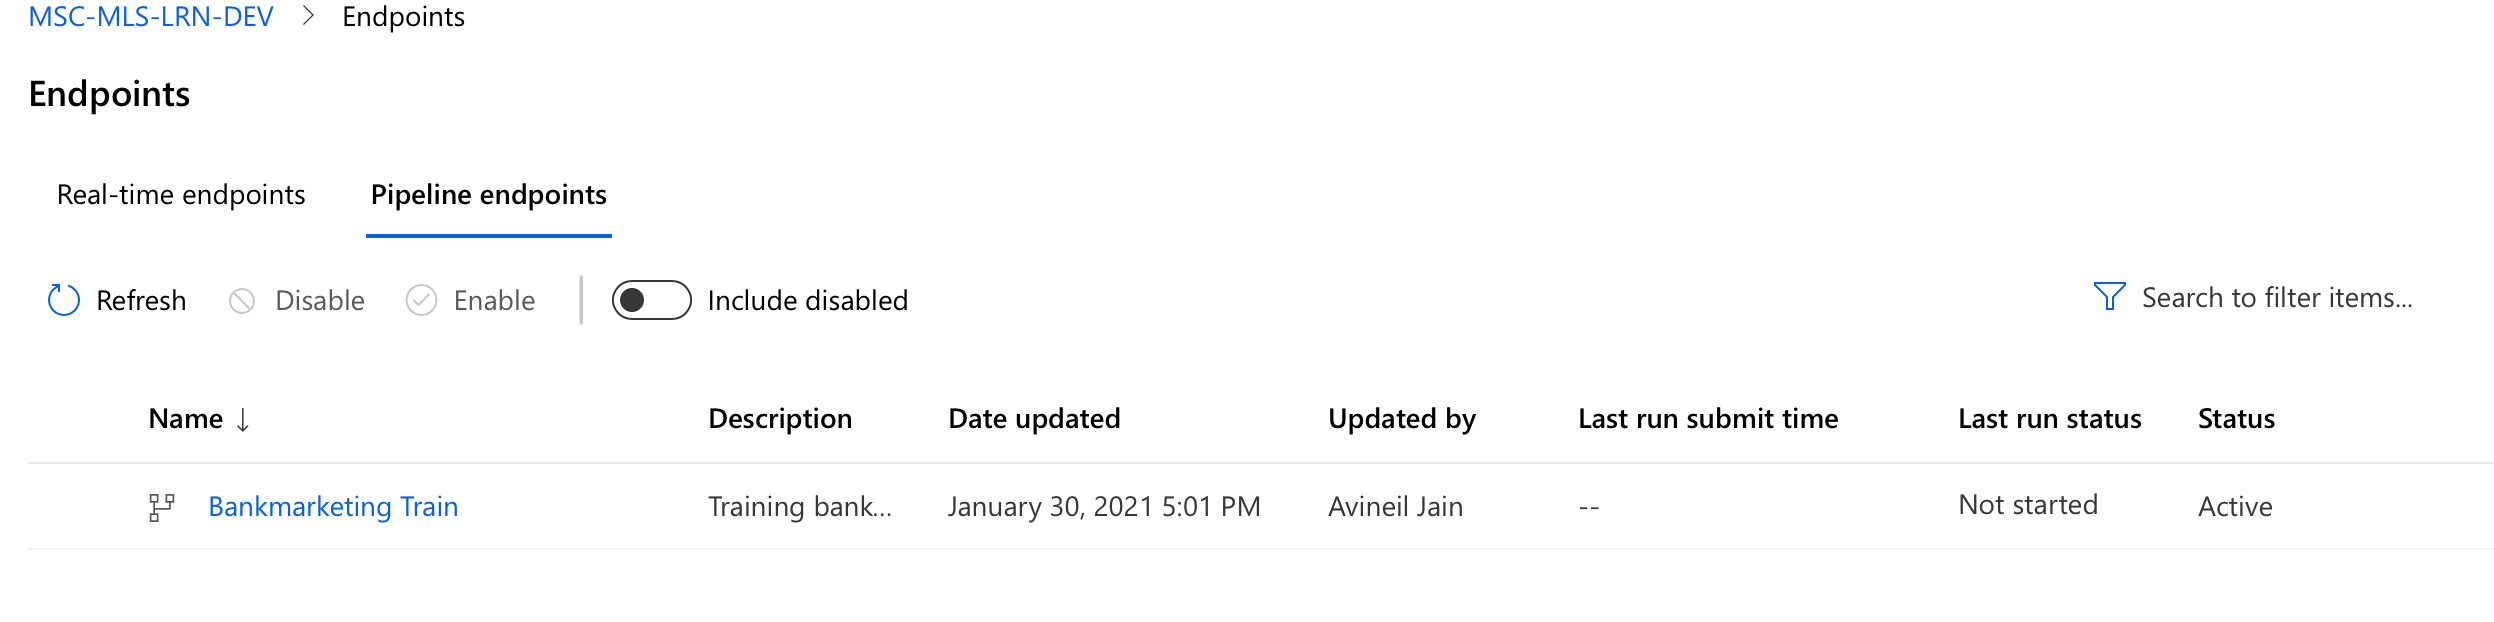 MSC-MLS-LRN-DEV > Endpoints
Endpoints
Real-time endpoints Pipeline endpoints
Refresh Disable Enable Include disabled Search to filter items...
Name ↓ Description Date updated Updated by Last run submit time Last run status Status
Bankmarketing Train Training bank... January 30, 2021 5:01 PM Avineil Jain -- Not started Active